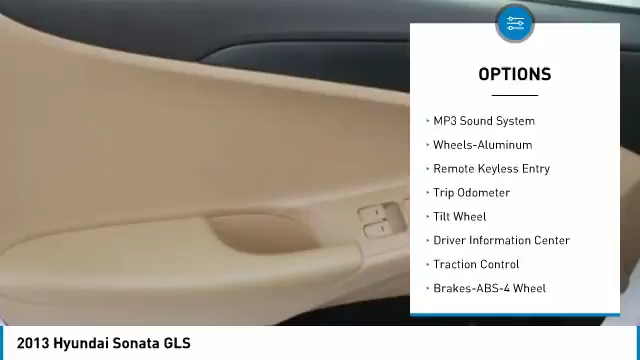 OPTIONS
MP3 Sound System
Wheels-Aluminum
Remote Keyless Entry
Trip Odometer
Tilt Wheel
Driver Information Center
Traction Control
Brakes-ABS-4 Wheel
2013 Hyundai Sonata GLS